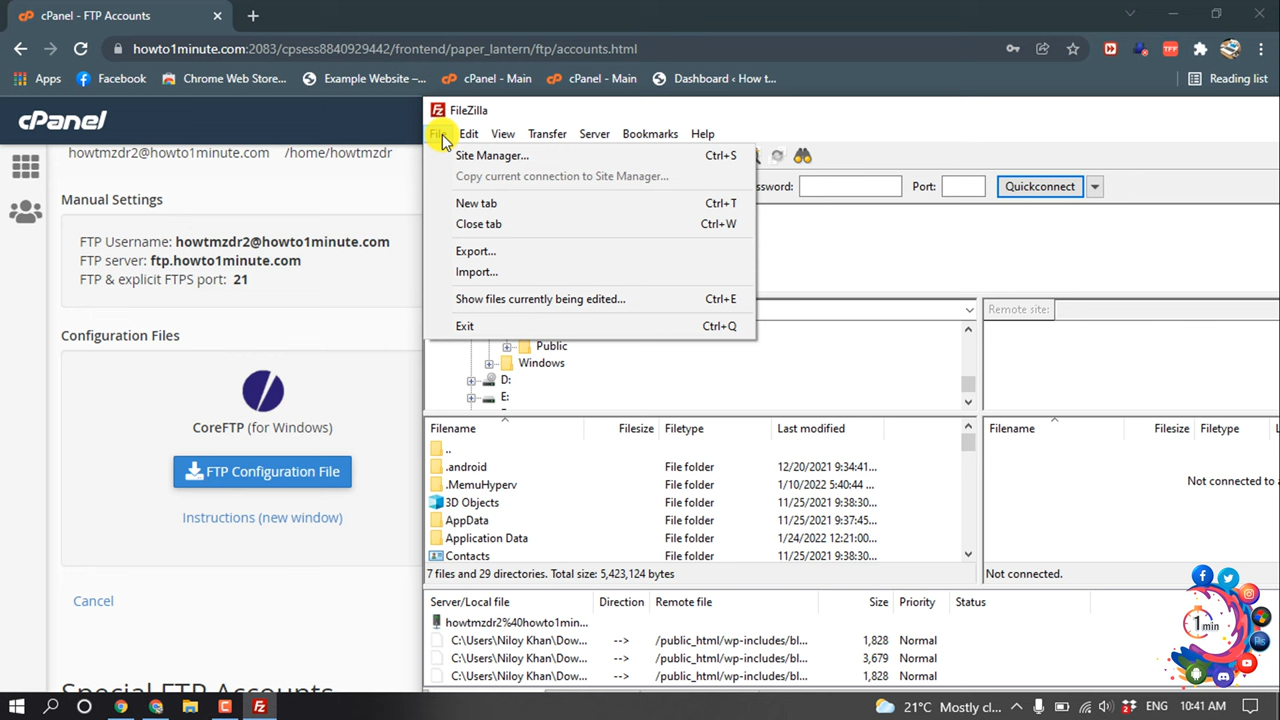 cPanel - FTP Accounts
howto1minute.com:2083/cpsess8840929442/frontend/paper_lantern/ftp/accounts.html
Apps Facebook Chrome Web Store... Example Website –... cPanel - Main cPanel - Main Dashboard ‹ How t... Reading list
cPanel
FileZilla
File Edit View Transfer Server Bookmarks Help
howtmzdr2@howto1minute.com /home/howtmzdr
Site Manager... Ctrl+S
Copy current connection to Site Manager...
Port: Quickconnect
Manual Settings
New tab Ctrl+T
Close tab Ctrl+W
FTP Username: howtmzdr2@howto1minute.com
FTP server: ftp.howto1minute.com
FTP & explicit FTPS port: 21
Export...
Import...
Show files currently being edited... Ctrl+E
Remote site:
Exit Ctrl+Q
Configuration Files
Public
Windows
D:
E:
CoreFTP (for Windows)
FTP Configuration File
Instructions (new window)
Filename Filesize Filetype Last modified
..
.android File folder 12/20/2021 9:34:41...
.MemuHyperv File folder 1/10/2022 5:40:44 ...
3D Objects File folder 11/25/2021 9:38:30...
AppData File folder 11/25/2021 9:37:45...
Application Data File folder 1/24/2022 12:21:00...
Contacts File folder 11/25/2021 9:38:30...
7 files and 29 directories. Total size: 5,423,124 bytes
Filename Filesize Filetype
Not connected to a
Not connected.
Server/Local file Direction Remote file Size Priority Status
howtmzdr2%40howto1min...
C:\Users\Niloy Khan\Dow... --> /public_html/wp-includes/bl... 1,828 Normal
C:\Users\Niloy Khan\Dow... --> /public_html/wp-includes/bl... 3,679 Normal
C:\Users\Niloy Khan\Dow... --> /public_html/wp-includes/bl... 1,828 Normal
Cancel
Special FTP Accounts
1 min
21°C Mostly cl... ENG 10:41 AM